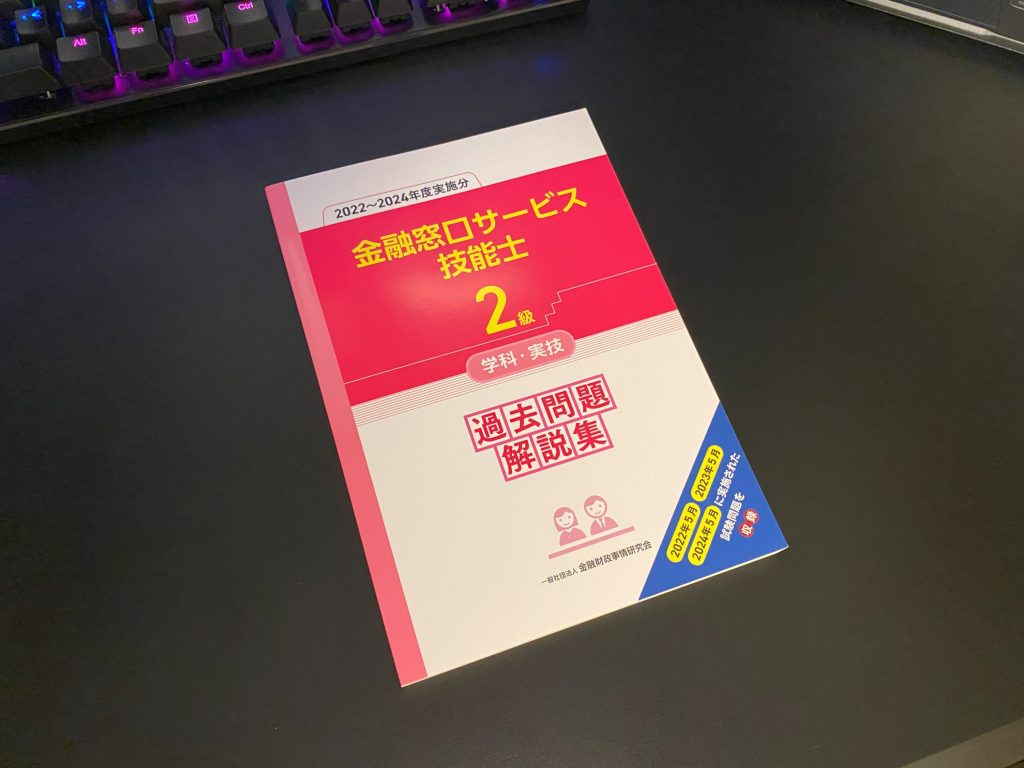 Alt
Fn
Ctrl
2022~2024年度実施分
金融窓口サービス
技能士
2級
学科・実技
過去問題
解説集
一般社団法人 金融財政事情研究会
2022年5月 2023年5月
2024年5月に実施された
試験問題を
収録